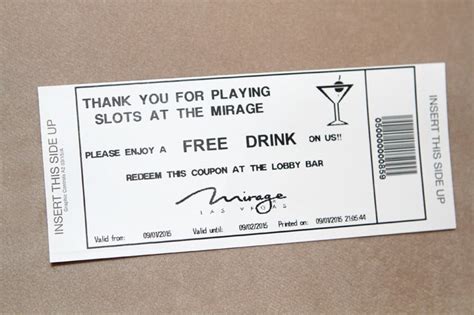 INSERT THIS SIDE UP
THANK YOU FOR PLAYING
SLOTS AT THE MIRAGE
PLEASE ENJOY A FREE DRINK ON US!!
REDEEM THIS COUPON AT THE LOBBY BAR
Mirage
LAS VEGAS
Valid from: 09/01/2015 Valid until: 09/02/2015 Printed on: 09/01/2015 21:05:44
INSERT THIS SIDE UP